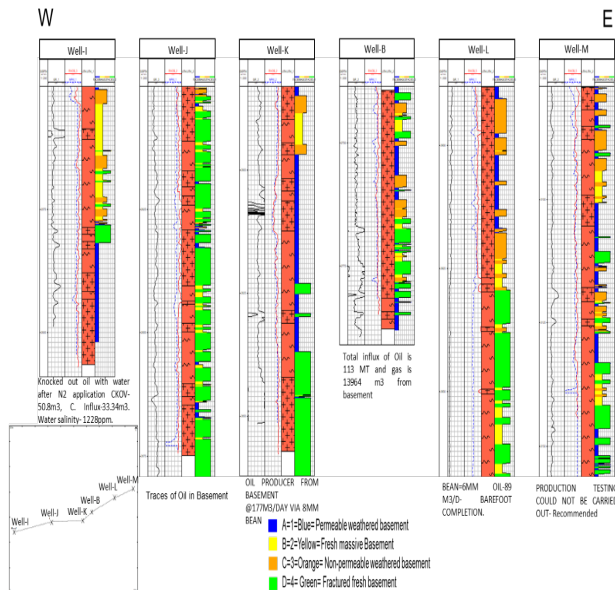 W
E
Well-I
Well-J
Well-K
Well-B
Well-L
Well-M
Knocked out oil with water
after N2 application CKOV-
50.8m3, C. Influx-33.34m3.
Water salinity-1228ppm.
Traces of Oil in Basement
OIL PRODUCER FROM
BASEMENT
@177M3/DAY VIA 8MM
BEAN
Total influx of Oil is
113 MT and gas is
13964 m3 from
basement
BEAN=6MM OIL-89
M3/D- BAREFOOT
COMPLETION.
PRODUCTION TESTING
COULD NOT BE CARRIED
OUT- Recommended
Well-M
Well-L
Well-B
Well-J
Well-K
Well-I
A=1=Blue= Permeable weathered basement
B=2=Yellow= Fresh massive Basement
C=3=Orange= Non-permeable weathered basement
D=4= Green= Fractured fresh basement